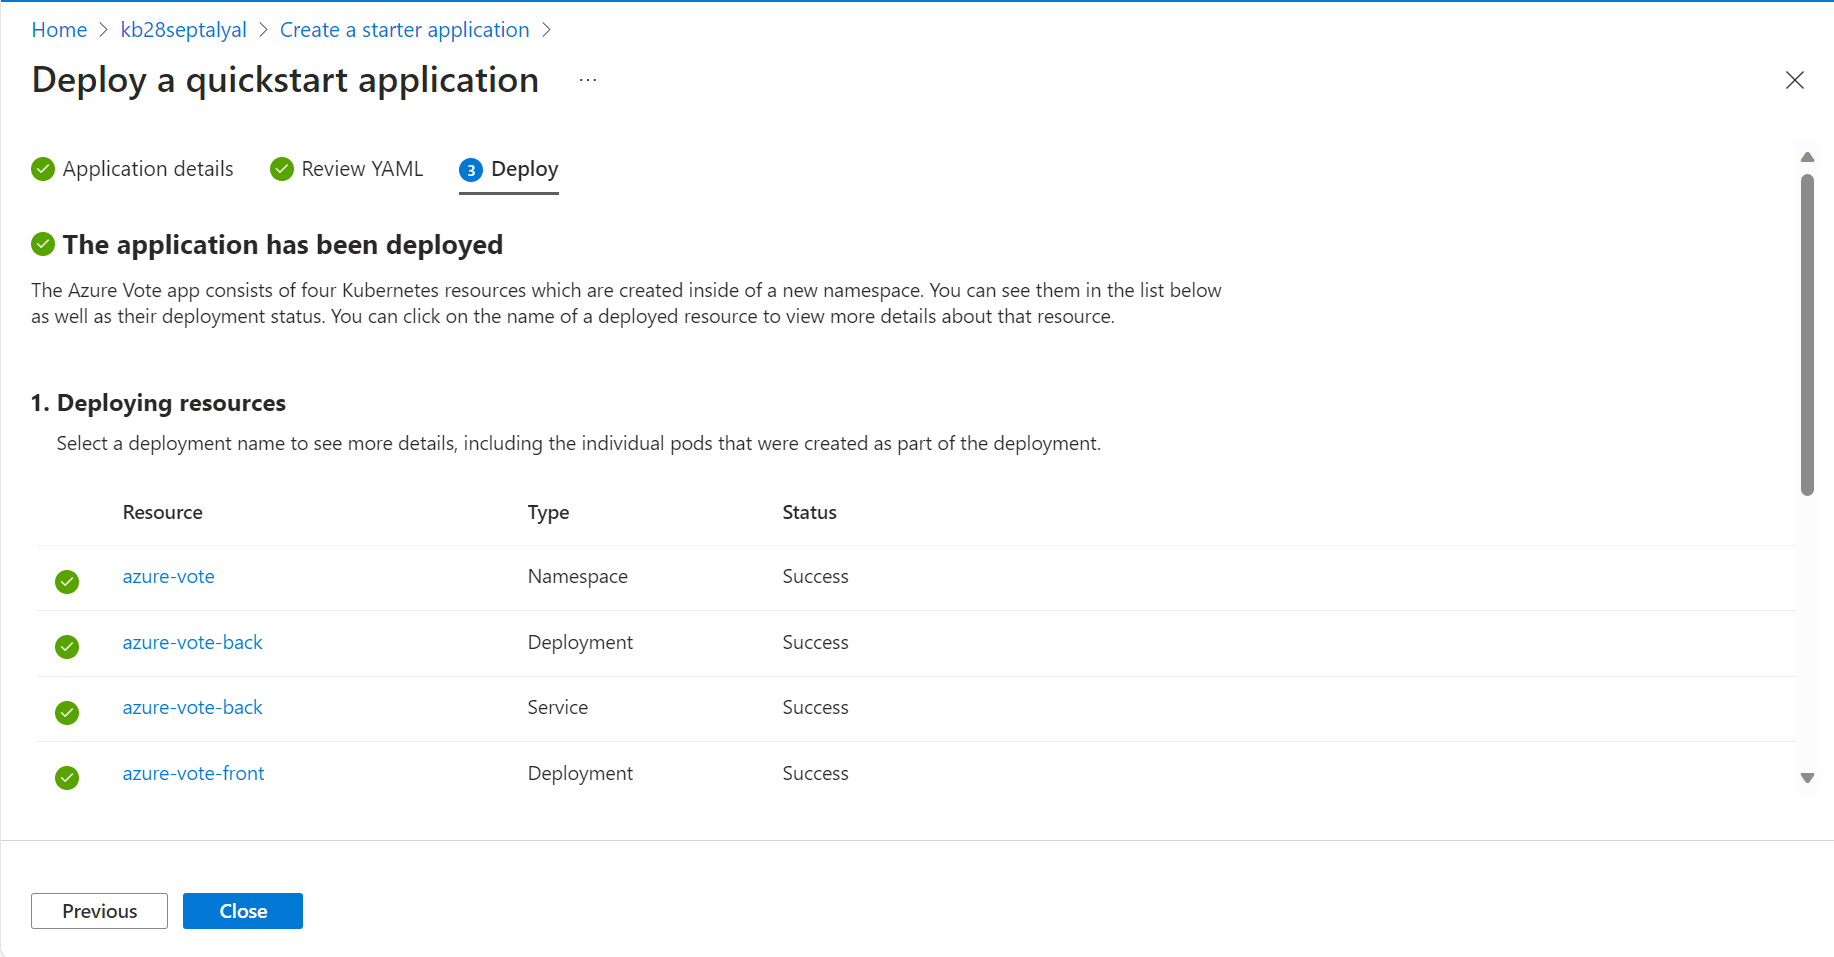 Home > kb28septalyal > Create a starter application >
Deploy a quickstart application ...
Application details Review YAML 3 Deploy
The application has been deployed
The Azure Vote app consists of four Kubernetes resources which are created inside of a new namespace. You can see them in the list below
as well as their deployment status. You can click on the name of a deployed resource to view more details about that resource.
1. Deploying resources
Select a deployment name to see more details, including the individual pods that were created as part of the deployment.
Resource Type Status
azure-vote Namespace Success
azure-vote-back Deployment Success
azure-vote-back Service Success
azure-vote-front Deployment Success
Previous Close